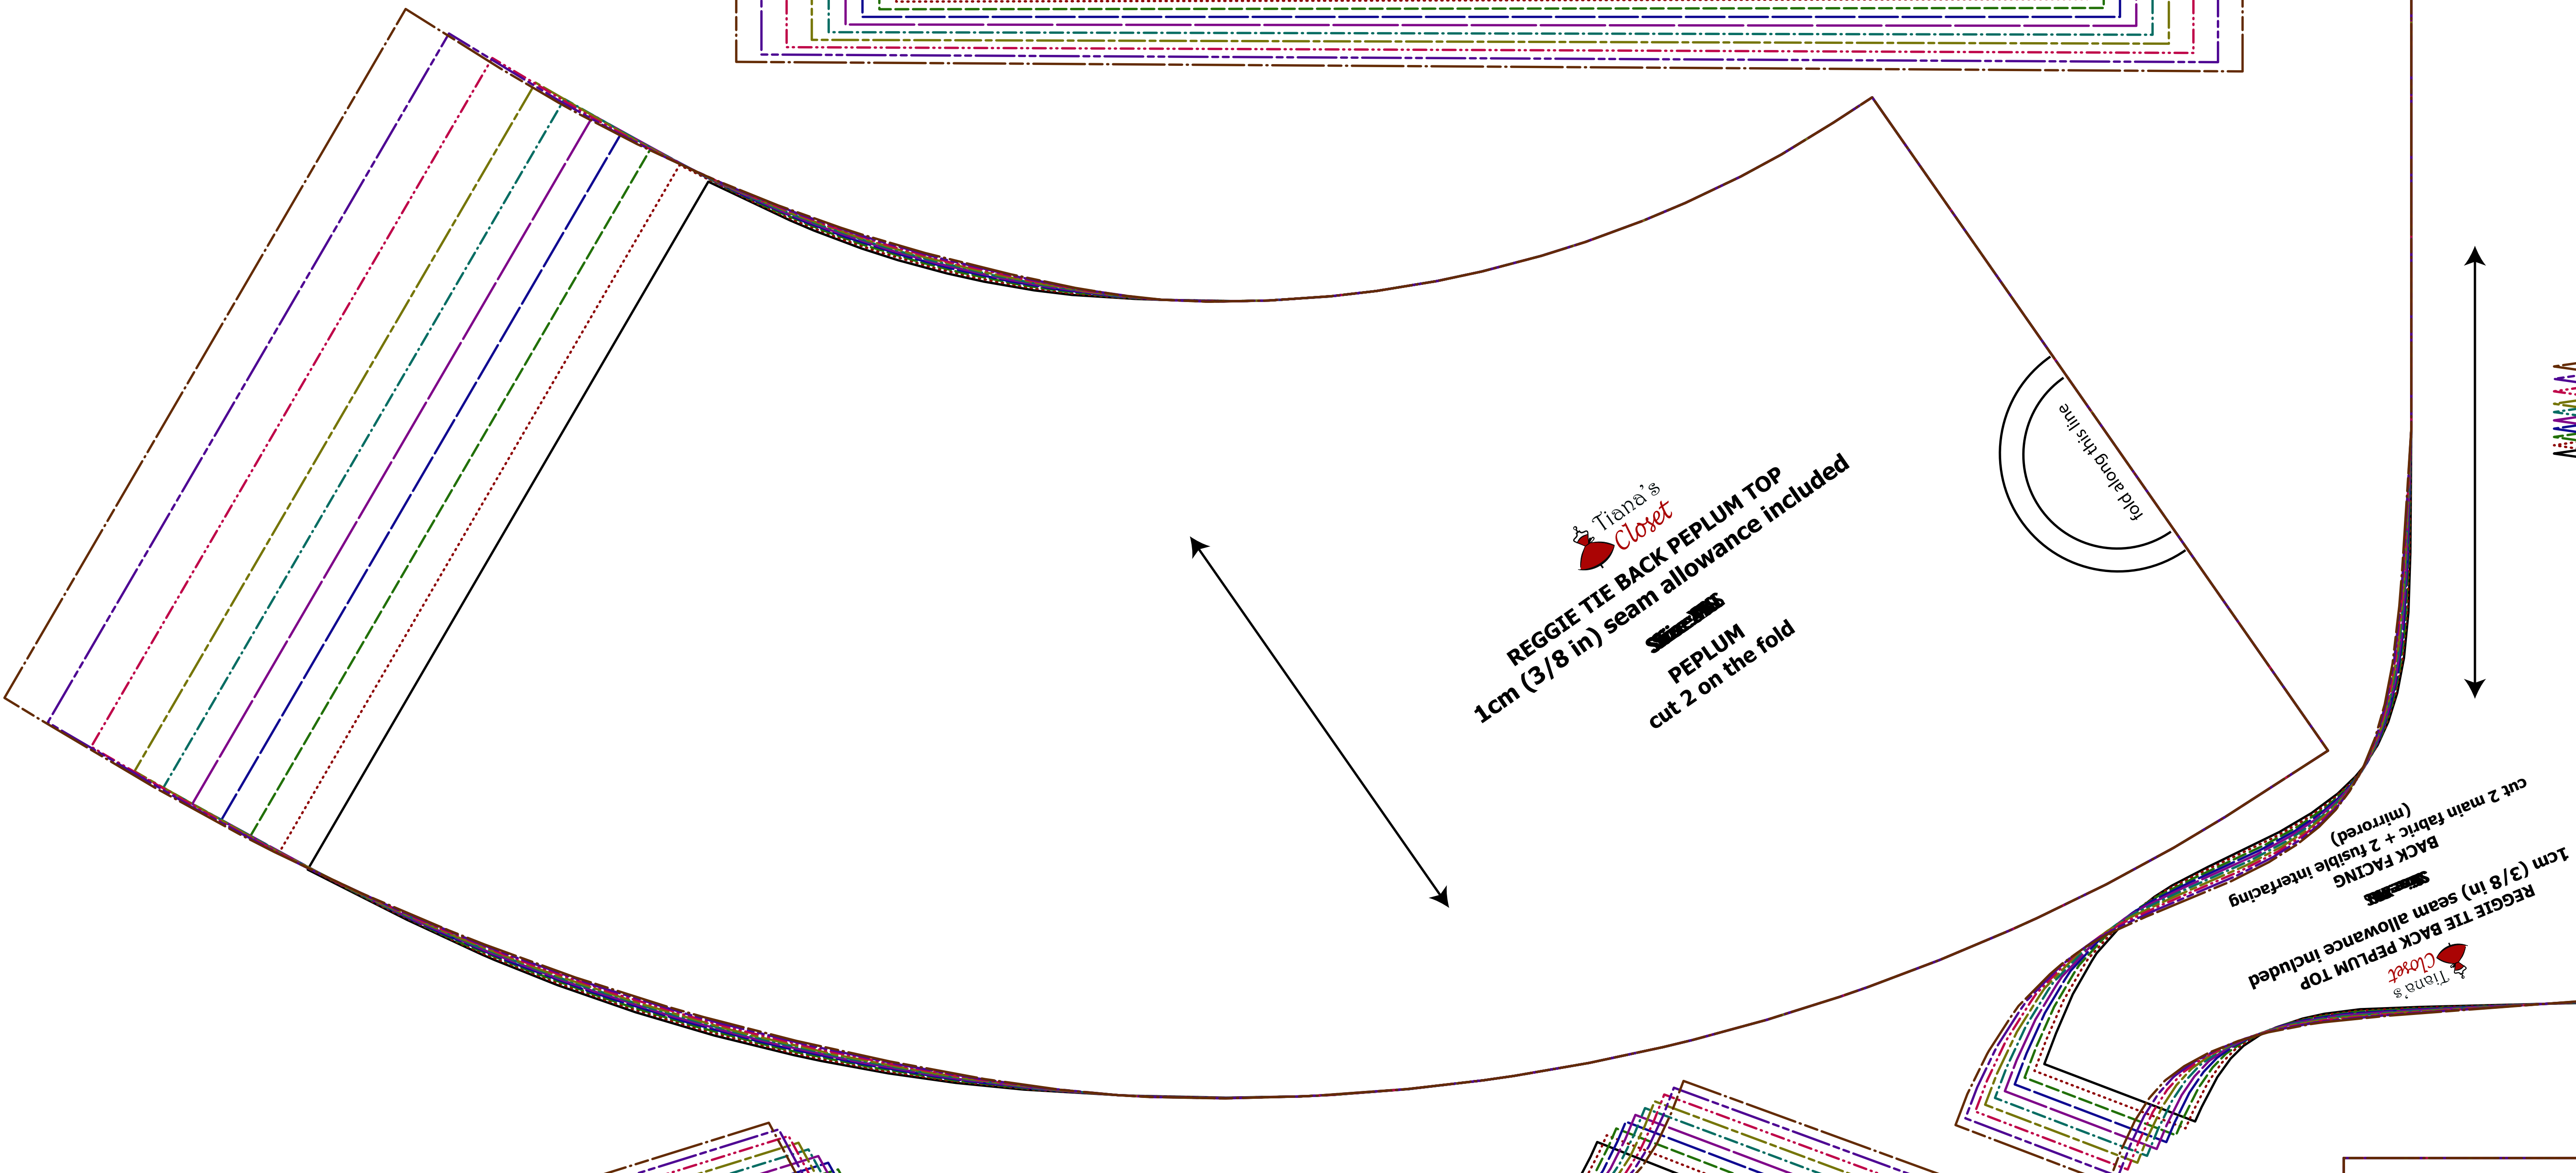 Tiana's
Closet
REGGIE TIE BACK PEPLUM TOP
1cm (3/8 in) seam allowance included
PEPLUM
cut 2 on the fold
fold along this line
Tiana's
Closet
REGGIE TIE BACK PEPLUM TOP
1cm (3/8 in) seam allowance included
BACK FACING
cut 2 main fabric + 2 fusible interfacing
(mirrored)